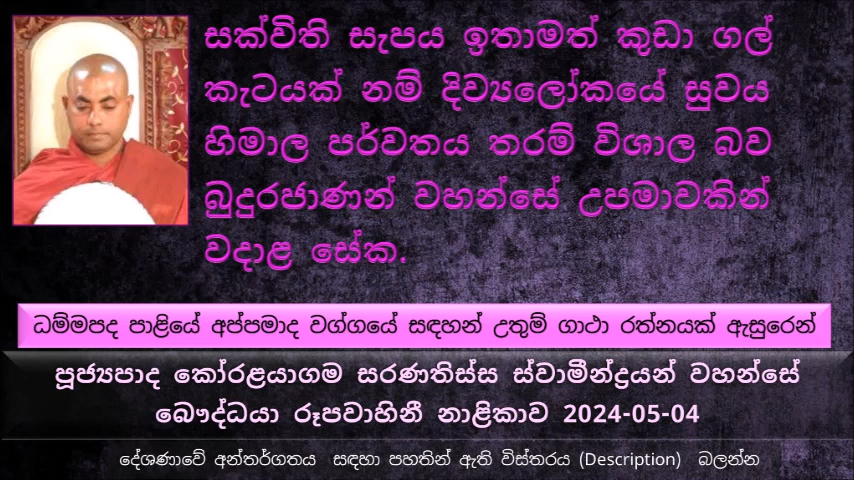 සක්විති සැපය ඉතාමත් කුඩා ගල්
කැටයක් නම් දිව්‍යලෝකයේ සුවය
හිමාල පර්වතය තරම් විශාල බව
බුදුරජාණන් වහන්සේ උපමාවකින්
වදාළ සේක.
ධම්මපද පාළියේ අප්පමාද වග්ගයේ සඳහන් උතුම් ගාථා රත්නයක් ඇසුරෙන්
පූජ්‍යපාද කෝරළයාගම සරණතිස්ස ස්වාමීන්ද්‍රයන් වහන්සේ
බෞද්ධයා රූපවාහිනී නාළිකාව 2024-05-04
දේශණාවේ අන්තර්ගතය සඳහා පහතින් ඇති විස්තරය (Description) බලන්න